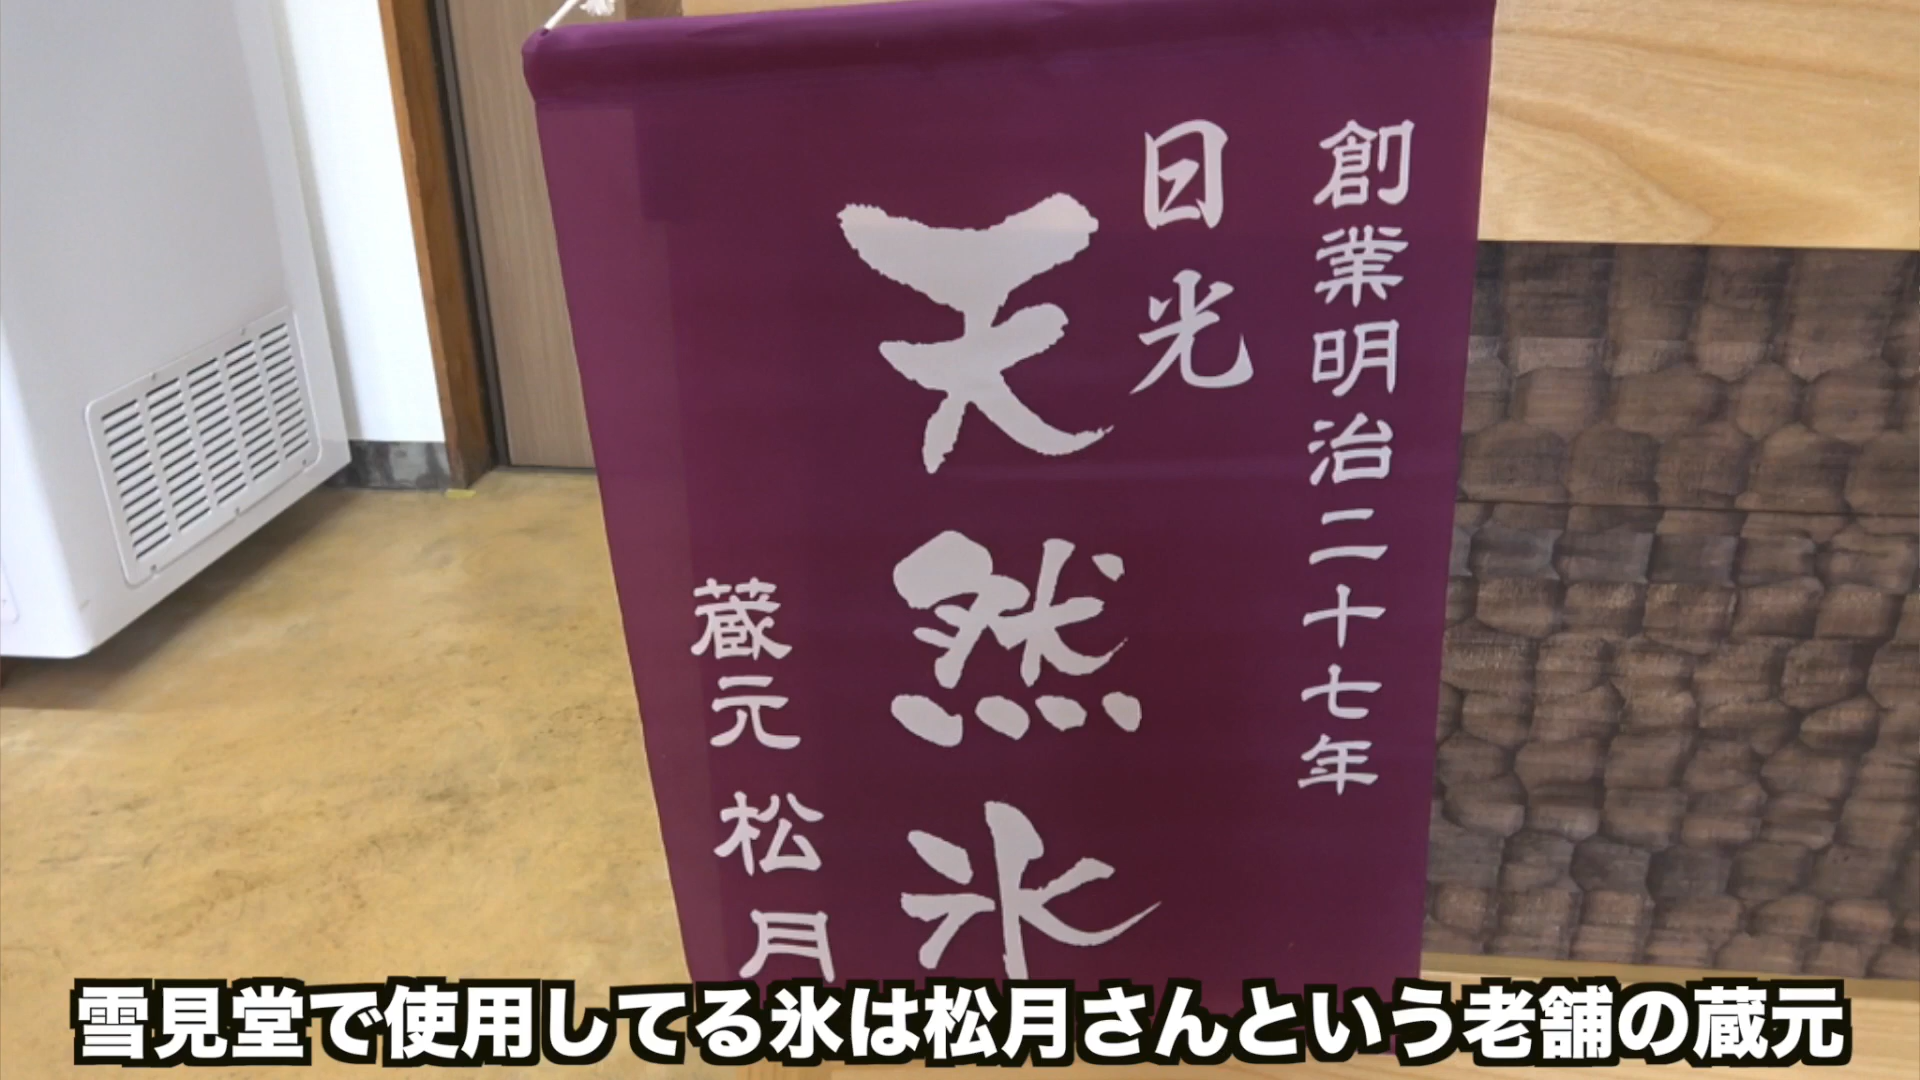 創業明治二十七年
日光
天然氷
蔵元 松月
雪見堂で使用してる氷は松月さんという老舗の蔵元